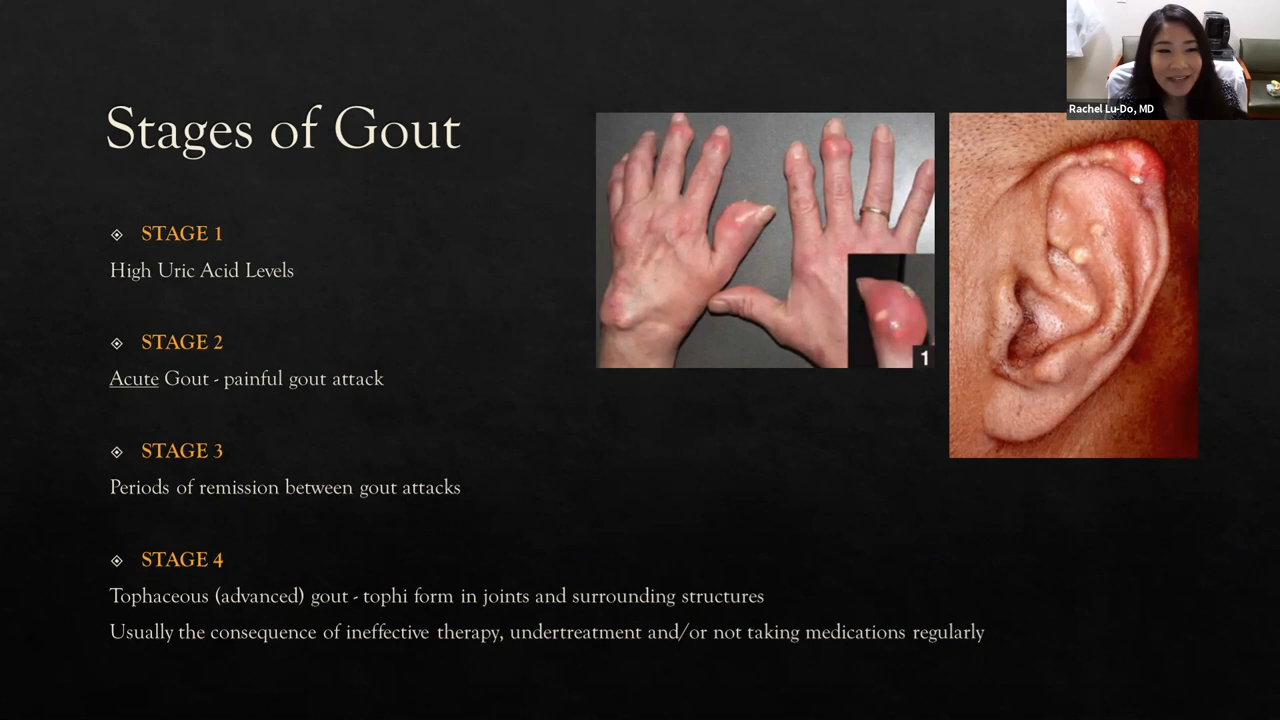 Rachel Lu-Do, MD
Stages of Gout
STAGE 1
High Uric Acid Levels
STAGE 2
Acute Gout - painful gout attack
STAGE 3
Periods of remission between gout attacks
STAGE 4
Tophaceous (advanced) gout - tophi form in joints and surrounding structures
Usually the consequence of ineffective therapy, undertreatment and/or not taking medications regularly
1